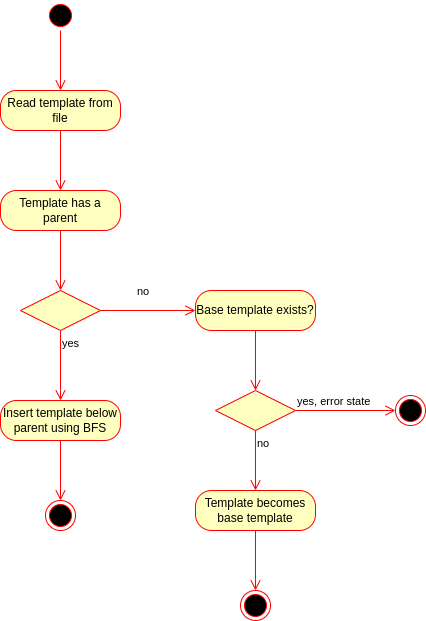 Read template from
file
Template has a
parent
no
Base template exists?
yes
yes, error state
Insert template below
parent using BFS
no
Template becomes
base template